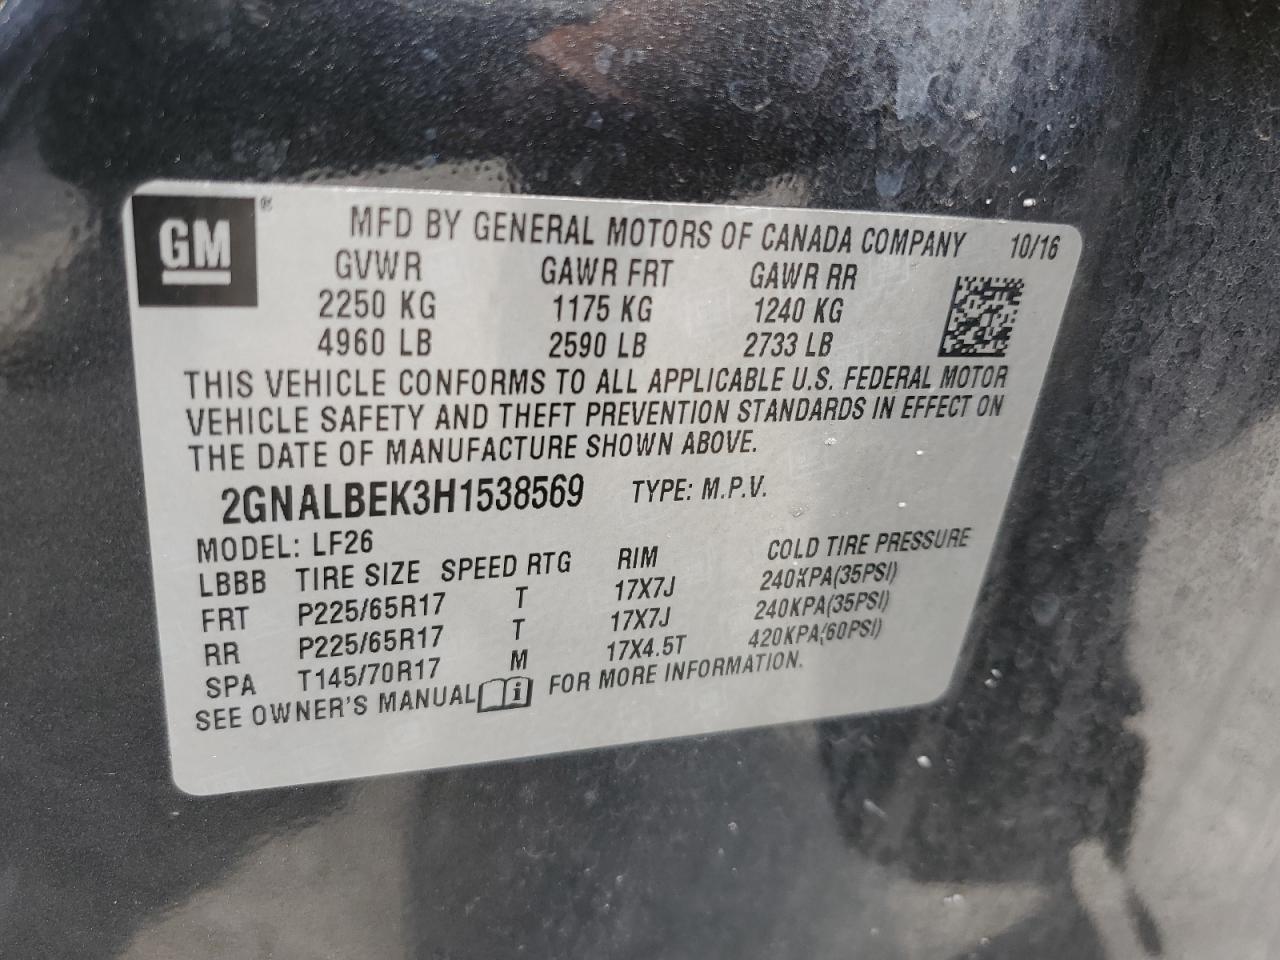 GM ®
MFD BY GENERAL MOTORS OF CANADA COMPANY 10/16
GVWR GAWR FRT GAWR RR
2250 KG 1175 KG 1240 KG
4960 LB 2590 LB 2733 LB
THIS VEHICLE CONFORMS TO ALL APPLICABLE U.S. FEDERAL MOTOR
VEHICLE SAFETY AND THEFT PREVENTION STANDARDS IN EFFECT ON
THE DATE OF MANUFACTURE SHOWN ABOVE.
2GNALBEK3H1538569 TYPE: M.P.V.
MODEL: LF26
LBBB TIRE SIZE SPEED RTG RIM COLD TIRE PRESSURE
FRT P225/65R17 T 17X7J 240KPA(35PSI)
RR P225/65R17 T 17X7J 240KPA(35PSI)
SPA T145/70R17 M 17X4.5T 420KPA(60PSI)
SEE OWNER'S MANUAL i FOR MORE INFORMATION.